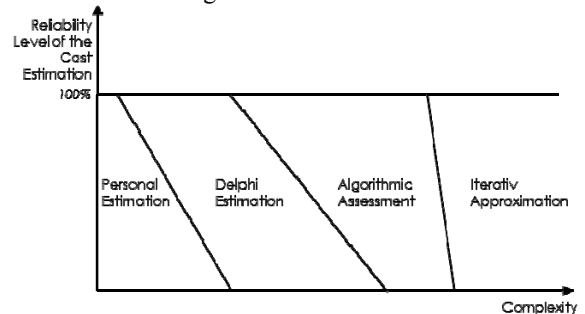 Reliability
Level of the
Cost
Estimation
100%
Personal
Estimation
Delphi
Estimation
Algorithmic
Assessment
Iterativ
Approximation
Complexity